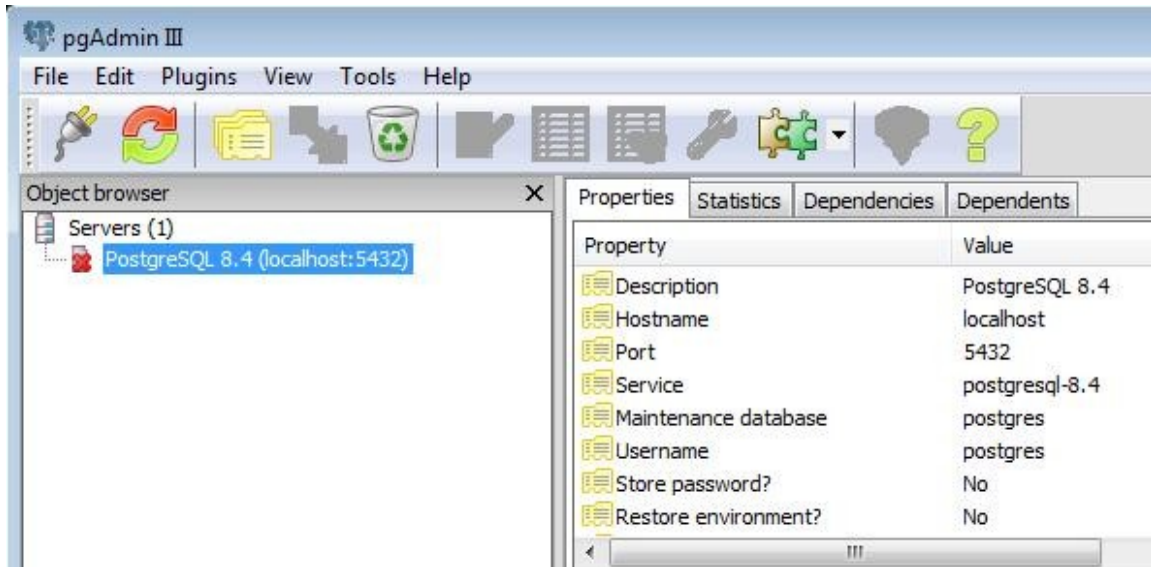 pgAdmin III
File Edit Plugins View Tools Help
Object browser X
Servers (1)
PostgreSQL 8.4 (localhost:5432)
Properties Statistics Dependencies Dependents
Property Value
Description PostgreSQL 8.4
Hostname localhost
Port 5432
Service postgresql-8.4
Maintenance database postgres
Username postgres
Store password? No
Restore environment? No